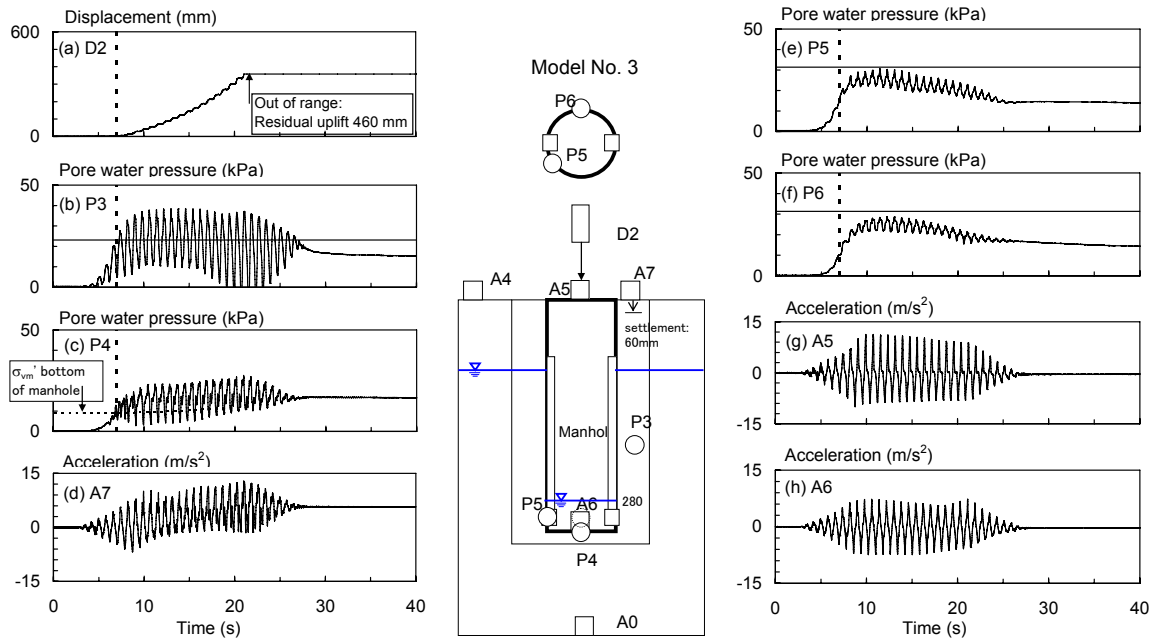 Displacement (mm)
600
(a) D2
0
Out of range:
Residual uplift 460 mm
Pore water pressure (kPa)
50
(b) P3
0
Pore water pressure (kPa)
50
(c) P4
σvm' bottom
of manhole
0
Acceleration (m/s²)
15
(d) A7
0
-15
0 10 20 30 40
Time (s)
Model No. 3
P6
P5
D2
A4
A5
A7
settlement:
60mm
Manhol
P3
P5
A6
280
P4
A0
Pore water pressure (kPa)
50
(e) P5
0
Pore water pressure (kPa)
50
(f) P6
0
Acceleration (m/s²)
15
(g) A5
0
-15
Acceleration (m/s²)
15
(h) A6
0
-15
0 10 20 30 40
Time (s)